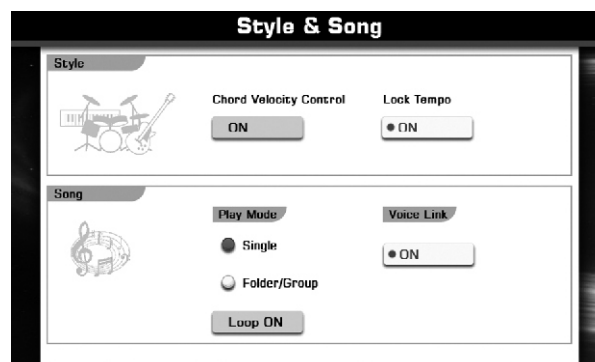 Style & Song
Style
Chord Velocity Control
Lock Tempo
ON
ON
Song
Play Mode
Voice Link
Single
ON
Folder/Group
Loop ON